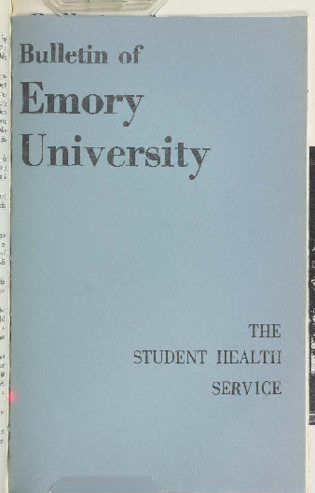 Bulletin of
Emory
University
THE
STUDENT HEALTH
SERVICE